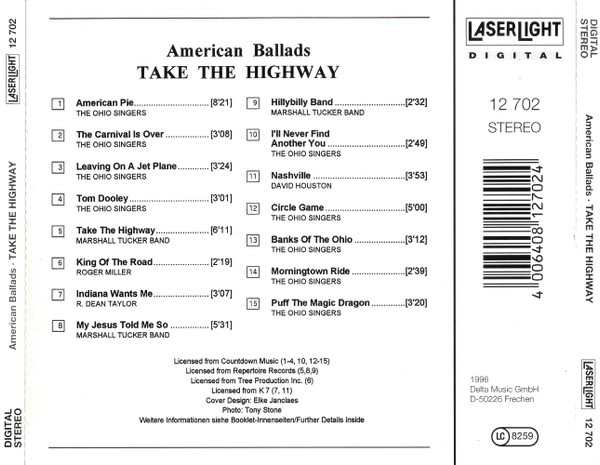 LASERLIGHT 12 702
American Ballads · TAKE THE HIGHWAY
DIGITAL
STEREO
American Ballads
TAKE THE HIGHWAY
1 American Pie [8'21]
THE OHIO SINGERS
2 The Carnival Is Over [3'08]
THE OHIO SINGERS
3 Leaving On A Jet Plane [3'24]
THE OHIO SINGERS
4 Tom Dooley [3'01]
THE OHIO SINGERS
5 Take The Highway [6'11]
MARSHALL TUCKER BAND
6 King Of The Road [2'19]
ROGER MILLER
7 Indiana Wants Me [3'07]
R. DEAN TAYLOR
8 My Jesus Told Me So [5'31]
MARSHALL TUCKER BAND
9 Hillybilly Band [2'32]
MARSHALL TUCKER BAND
10 I'll Never Find
Another You [2'49]
THE OHIO SINGERS
11 Nashville [3'53]
DAVID HOUSTON
12 Circle Game [5'00]
THE OHIO SINGERS
13 Banks Of The Ohio [3'12]
THE OHIO SINGERS
14 Morningtown Ride [2'39]
THE OHIO SINGERS
15 Puff The Magic Dragon [3'20]
THE OHIO SINGERS
Licensed from Countdown Music (1-4, 10, 12-15)
Licensed from Repertoire Records (5,8,9)
Licensed from Tree Production Inc. (6)
Licensed from K 7 (7, 11)
Cover Design: Elke Janclaes
Photo: Tony Stone
Weitere Informationen siehe Booklet-Innenseiten/Further Details Inside
LASERLIGHT
DIGITAL
12 702
STEREO
4 006408 127024
1996
Delta Music GmbH
D-50226 Frechen
LC 8259
DIGITAL
STEREO
American Ballads · TAKE THE HIGHWAY
LASERLIGHT
12 702